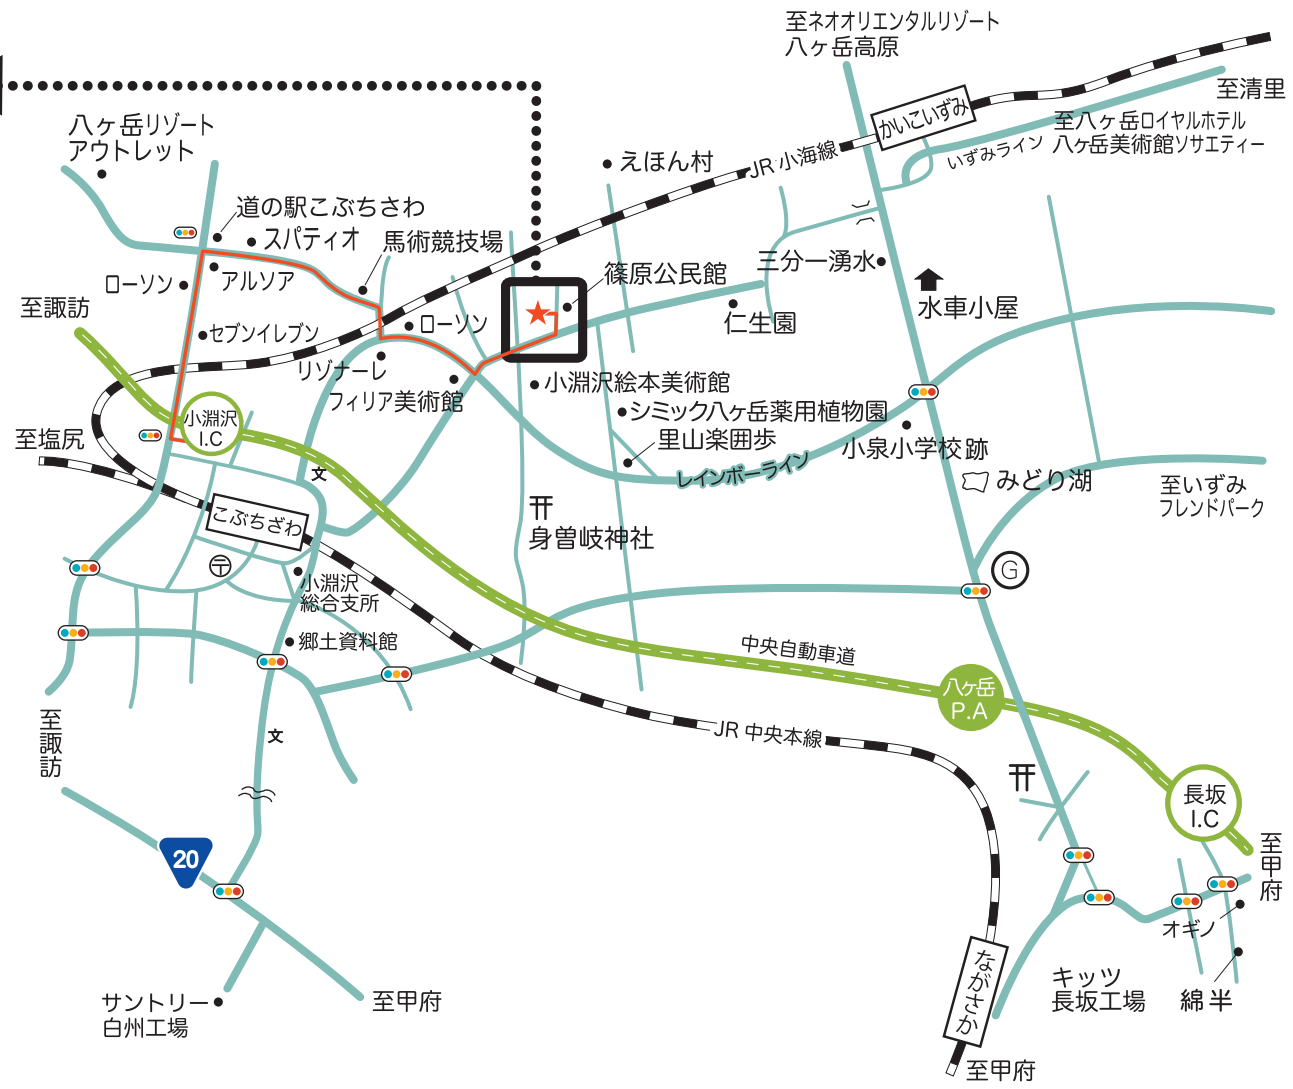 至ネオオリエンタルリゾート
八ヶ岳高原
至清里
かいこいずみ
八ヶ岳リゾート
アウトレット
至八ヶ岳ロイヤルホテル
八ヶ岳美術館ソサエティー
いずみライン
JR 小海線
えほん村
道の駅こぶちさわ
スパティオ
馬術競技場
三分一湧水
篠原公民館
アルソア
ローソン
至諏訪
水車小屋
仁生園
ローソン
セブンイレブン
リゾナーレ
フィリア美術館
小淵沢絵本美術館
シミック八ヶ岳薬用植物園
小淵沢
I.C
至塩尻
里山楽囲歩
小泉小学校跡
レインボーライン
みどり湖
至いずみ
フレンドパーク
文
こぶちざわ
身曽岐神社
〒
G
小淵沢
総合支所
郷土資料館
中央自動車道
八ヶ岳
P.A
至諏訪
文
JR 中央本線
長坂
I.C
20
至甲府
オギノ
なかさか
キッツ
長坂工場
綿半
サントリー
白州工場
至甲府
至甲府